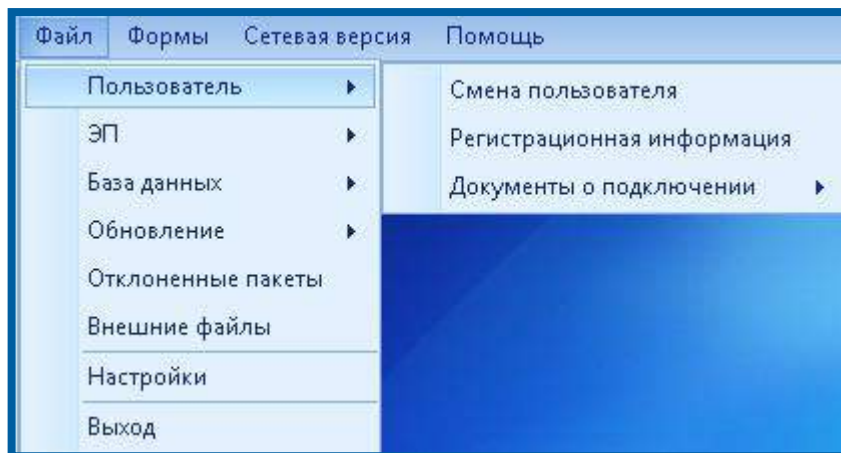 Файл Формы Сетевая версия Помощь
Пользователь
ЭП
База данных
Обновление
Отклоненные пакеты
Внешние файлы
Настройки
Выход
Смена пользователя
Регистрационная информация
Документы о подключении